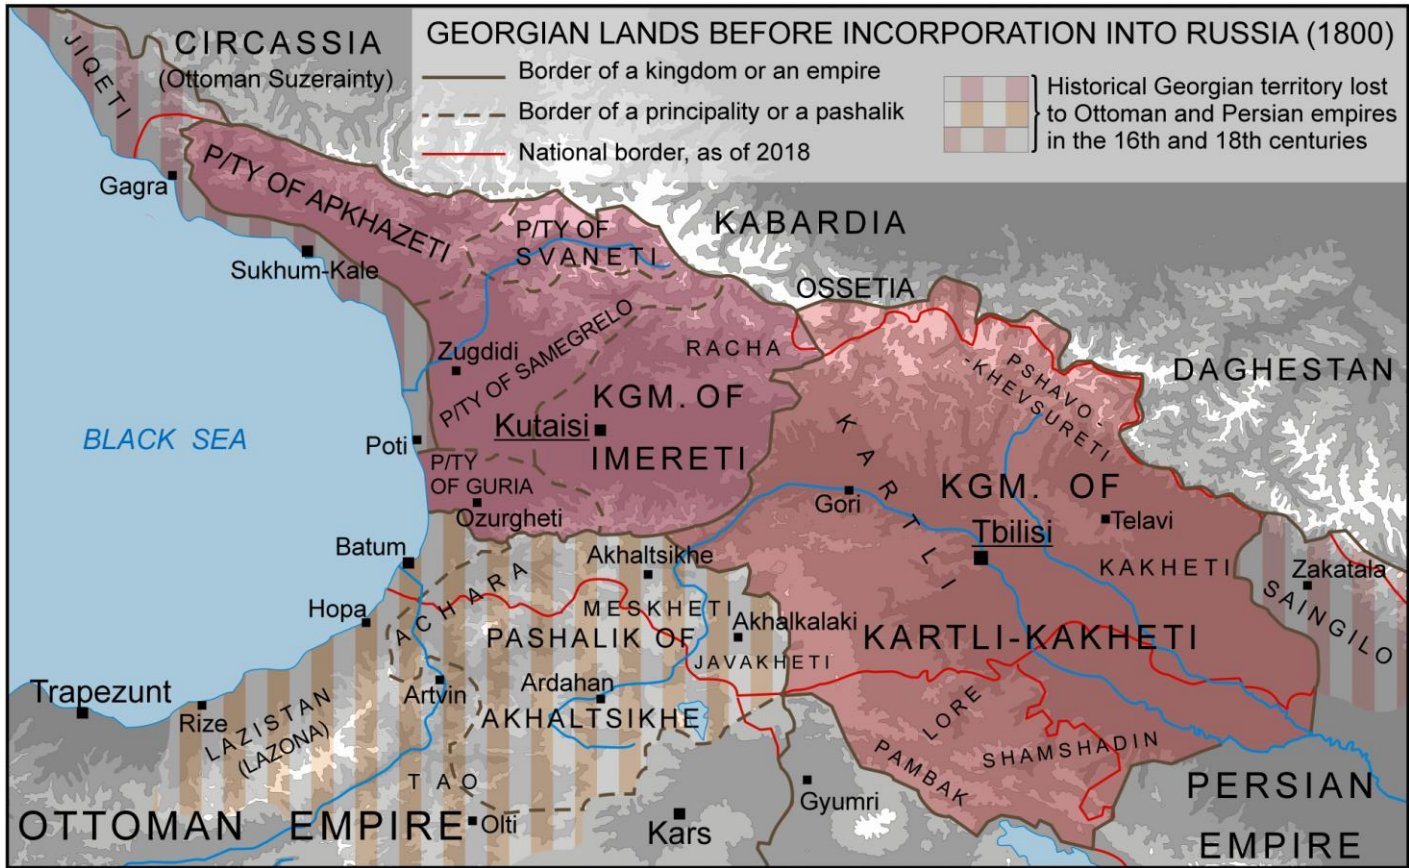 GEORGIAN LANDS BEFORE INCORPORATION INTO RUSSIA (1800)
Border of a kingdom or an empire
Border of a principality or a pashalik
National border, as of 2018
Historical Georgian territory lost
to Ottoman and Persian empires
in the 16th and 18th centuries
JIQETI
CIRCASSIA
(Ottoman Suzerainty)
Gagra
P/TY OF APKHAZETI
P/TY OF
SVANETI
KABARDIA
Sukhum-Kale
OSSETIA
Zugdidi
P/TY OF SAMEGRELO
RACHA
DAGHESTAN
PSHAVO-
-KHEVSURETI
BLACK SEA
Poti
KGM. OF
Kutaisi
IMERETI
KARTLI
P/TY
OF GURIA
Ozurgheti
Gori
KGM. OF
Tbilisi
Telavi
KAKHETI
Batum
Akhaltsikhe
Zakatala
SAINGILO
Hopa
ACHARA
MESKHETI
PASHALIK OF
Akhalkalaki
JAVAKHETI
KARTLI-KAKHETI
Trapezunt
Rize
LAZISTAN
(LAZONA)
Artvin
Ardahan
AKHALTSIKHE
LORE
PAMBAK
SHAMSHADIN
TAO
Gyumri
PERSIAN
EMPIRE
OTTOMAN EMPIRE
Olti
Kars